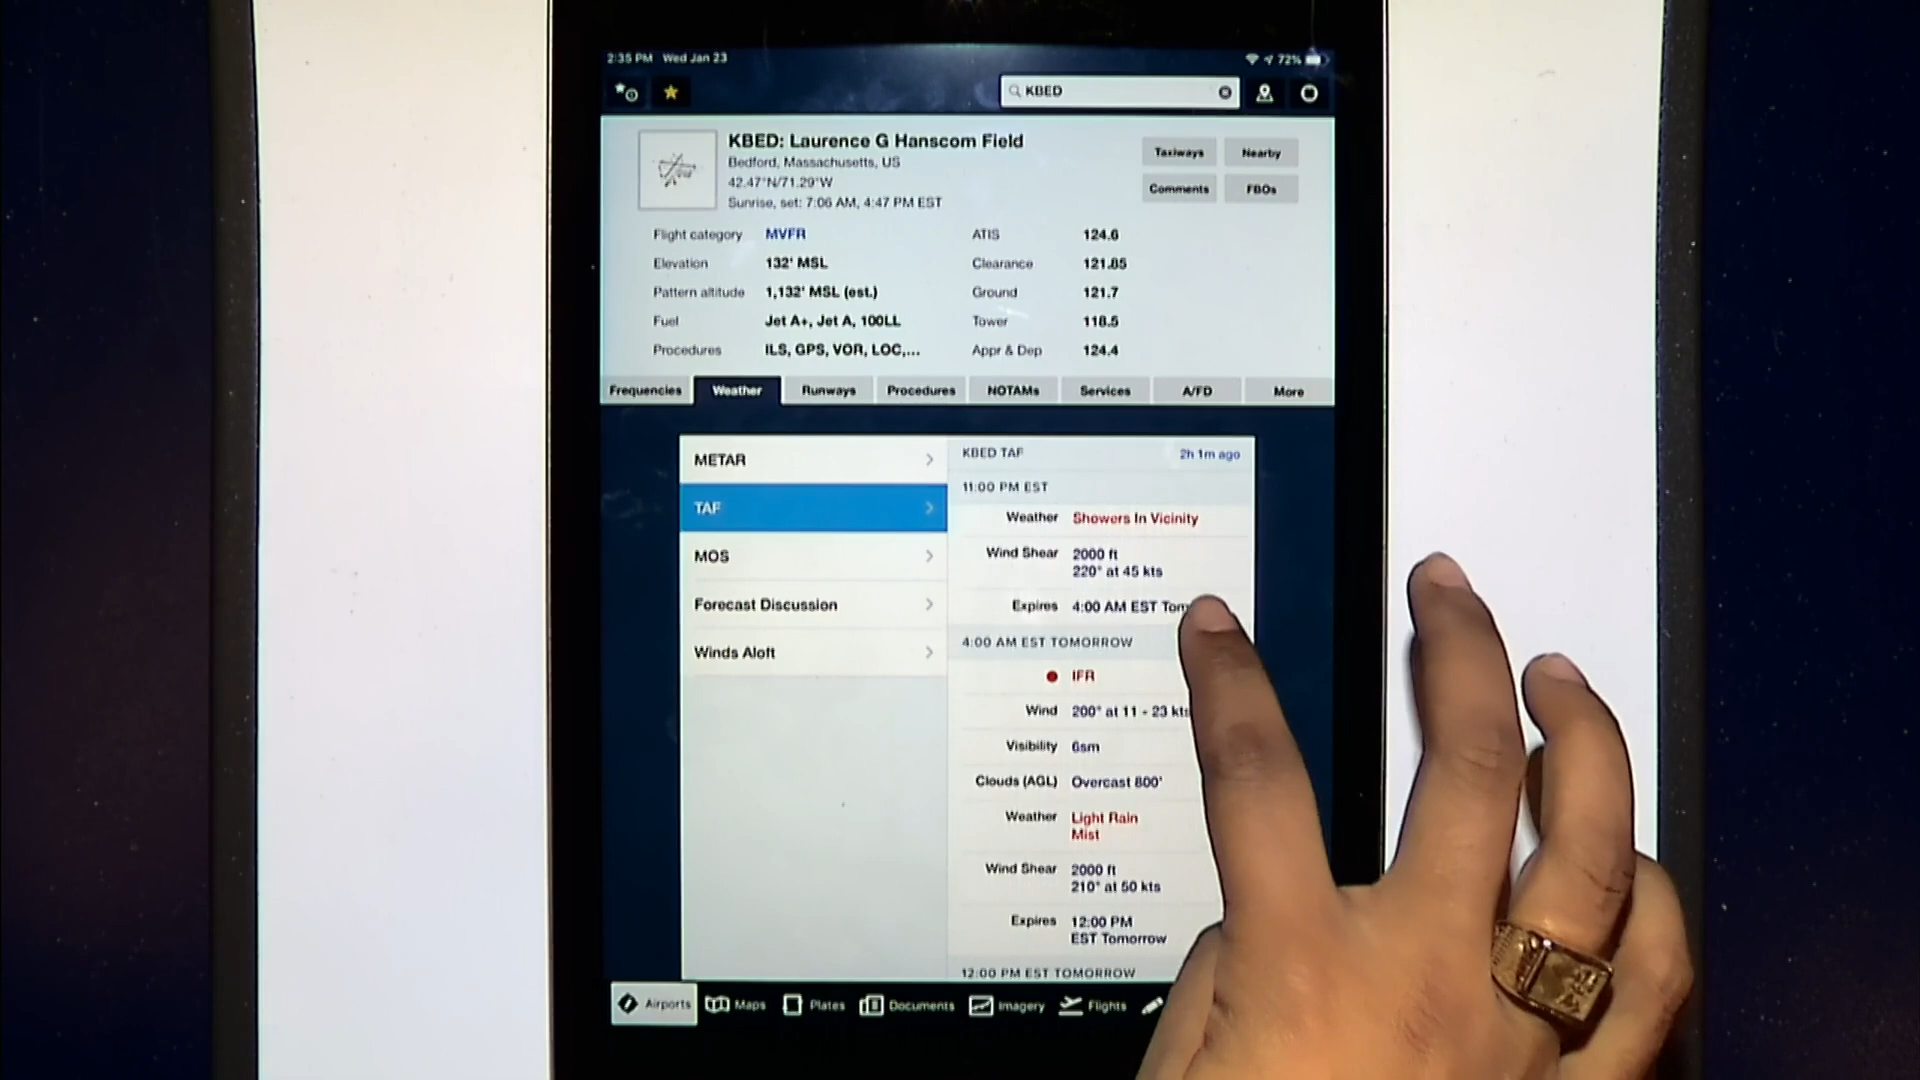 2:35 PM Wed Jan 23
72%
KBED
KBED: Laurence G Hanscom Field
Bedford, Massachusetts, US
42.47°N/71.29°W
Sunrise, set: 7:06 AM, 4:47 PM EST
Taxiways
Nearby
Comments
FBOs
Flight category MVFR
Elevation 132' MSL
Pattern altitude 1,132' MSL (est.)
Fuel Jet A+, Jet A, 100LL
Procedures ILS, GPS, VOR, LOC,...
ATIS 124.6
Clearance 121.85
Ground 121.7
Tower 118.5
Appr & Dep 124.4
Frequencies Weather Runways Procedures NOTAMs Services A/FD More
METAR
TAF
MOS
Forecast Discussion
Winds Aloft
KBED TAF 2h 1m ago
11:00 PM EST
Weather Showers In Vicinity
Wind Shear 2000 ft
220° at 45 kts
Expires 4:00 AM EST Tom
4:00 AM EST TOMORROW
IFR
Wind 200° at 11 - 23 kts
Visibility 6sm
Clouds (AGL) Overcast 800'
Weather Light Rain
Mist
Wind Shear 2000 ft
210° at 50 kts
Expires 12:00 PM
EST Tomorrow
12:00 PM EST TOMORROW
Airports Maps Plates Documents Imagery Flights